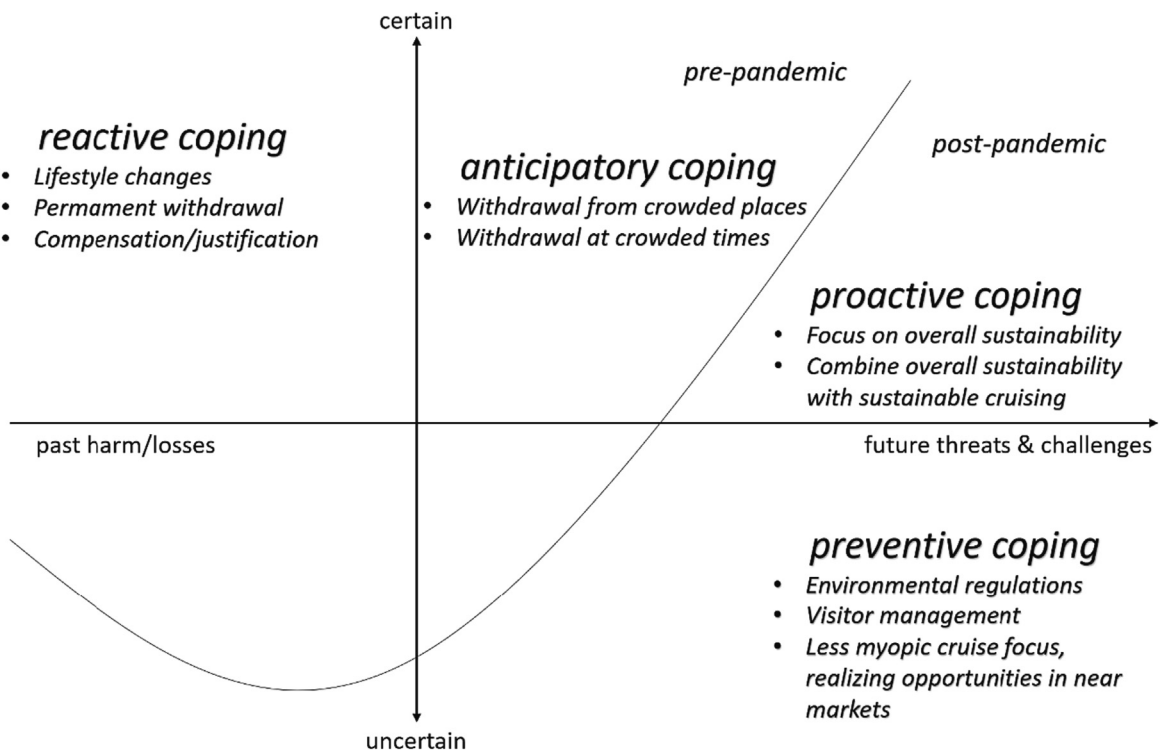 certain
pre-pandemic
post-pandemic
reactive coping
• Lifestyle changes
• Permament withdrawal
• Compensation/justification
anticipatory coping
• Withdrawal from crowded places
• Withdrawal at crowded times
proactive coping
• Focus on overall sustainability
• Combine overall sustainability
with sustainable cruising
past harm/losses
future threats & challenges
preventive coping
• Environmental regulations
• Visitor management
• Less myopic cruise focus,
realizing opportunities in near
markets
uncertain